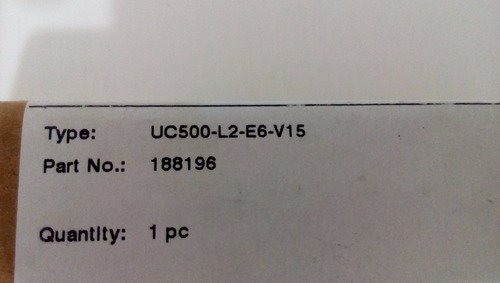 Type: UC500-L2-E6-V15
Part No.: 188196
Quantity: 1 pc